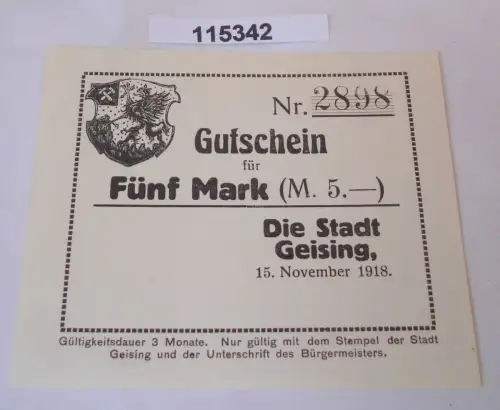 115342
Nr. 2898
Gutschein
für
Fünf Mark (M. 5.—)
Die Stadt
Geising,
15. November 1918.
Gültigkeitsdauer 3 Monate. Nur gültig mit dem Stempel der Stadt
Geising und der Unterschrift des Bürgermeisters.